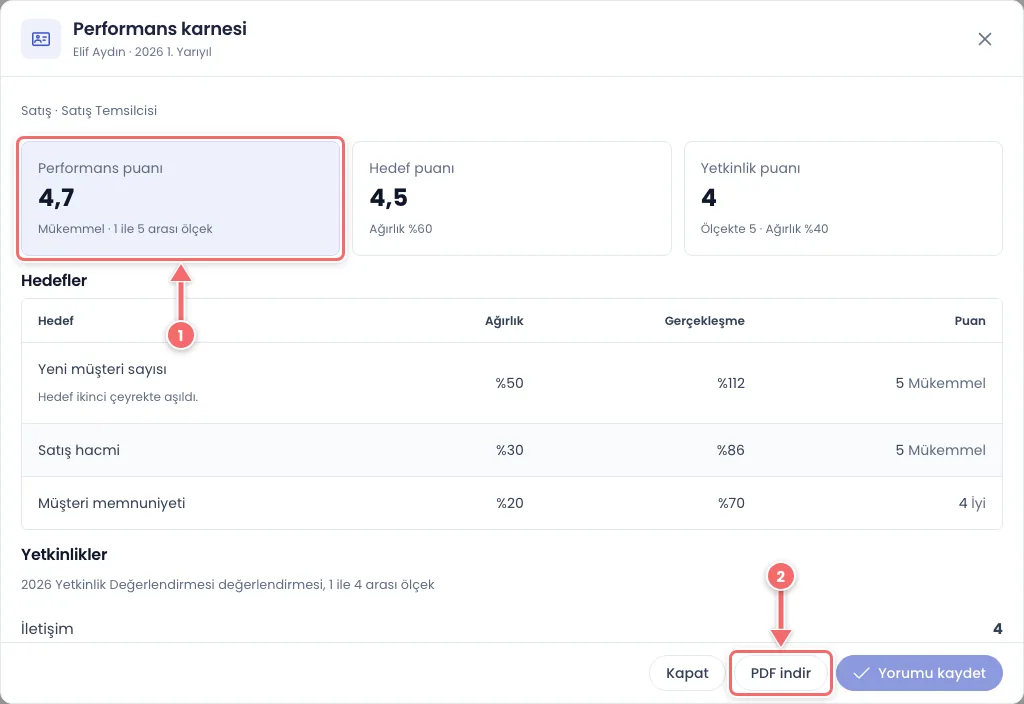 Performans karnesi
Elif Aydın · 2026 1. Yarıyıl
Satış · Satış Temsilcisi
Performans puanı
4,7
Mükemmel · 1 ile 5 arası ölçek
Hedef puanı
4,5
Ağırlık %60
Yetkinlik puanı
4
Ölçekte 5 · Ağırlık %40
1
Hedefler
Hedef Ağırlık Gerçekleşme Puan
Yeni müşteri sayısı %50 %112 5 Mükemmel
Hedef ikinci çeyrekte aşıldı.
Satış hacmi %30 %86 5 Mükemmel
Müşteri memnuniyeti %20 %70 4 İyi
Yetkinlikler
2026 Yetkinlik Değerlendirmesi değerlendirmesi, 1 ile 4 arası ölçek
2
İletişim 4
Kapat PDF indir Yorumu kaydet